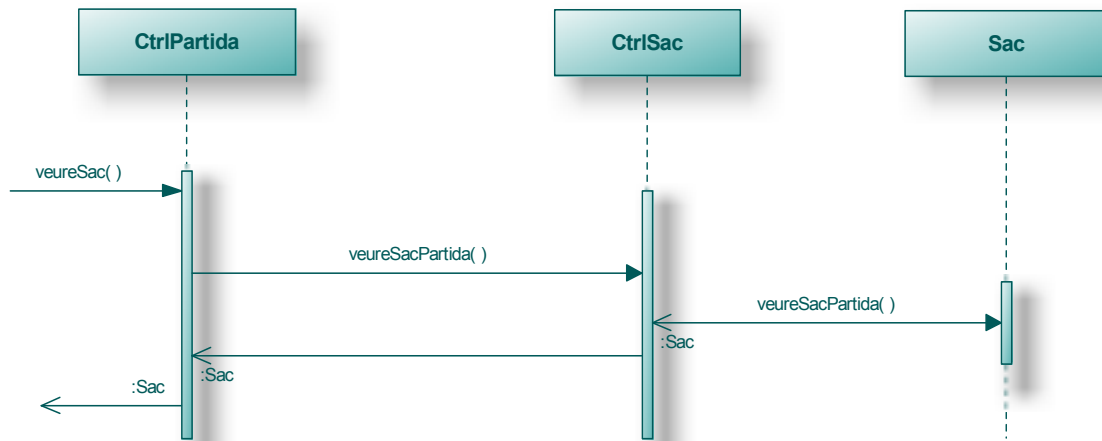 CtrlPartida
CtrlSac
Sac
veureSac( )
veureSacPartida( )
veureSacPartida( )
:Sac
:Sac
:Sac